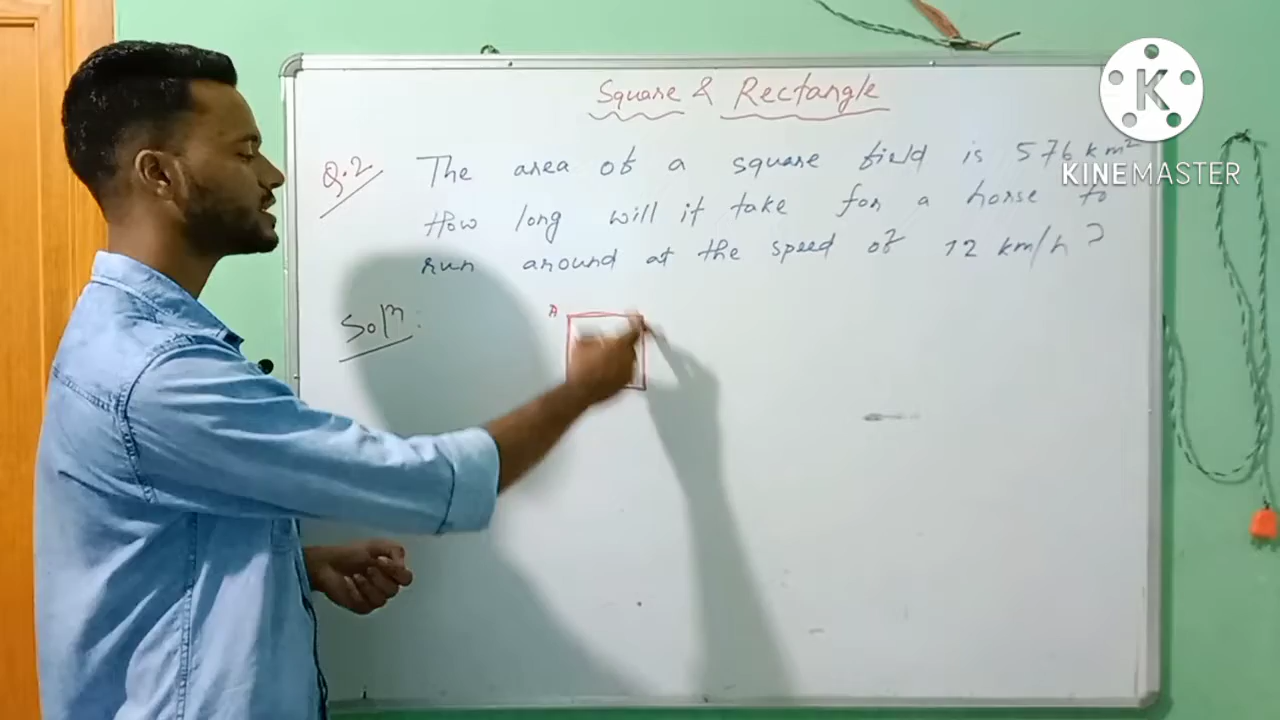 Square & Rectangle
Q.2 The area of a square field is 576 km²
How long will it take for a horse to
run around at the speed of 12 km/h?
Soln:
A
K
KINEMASTER